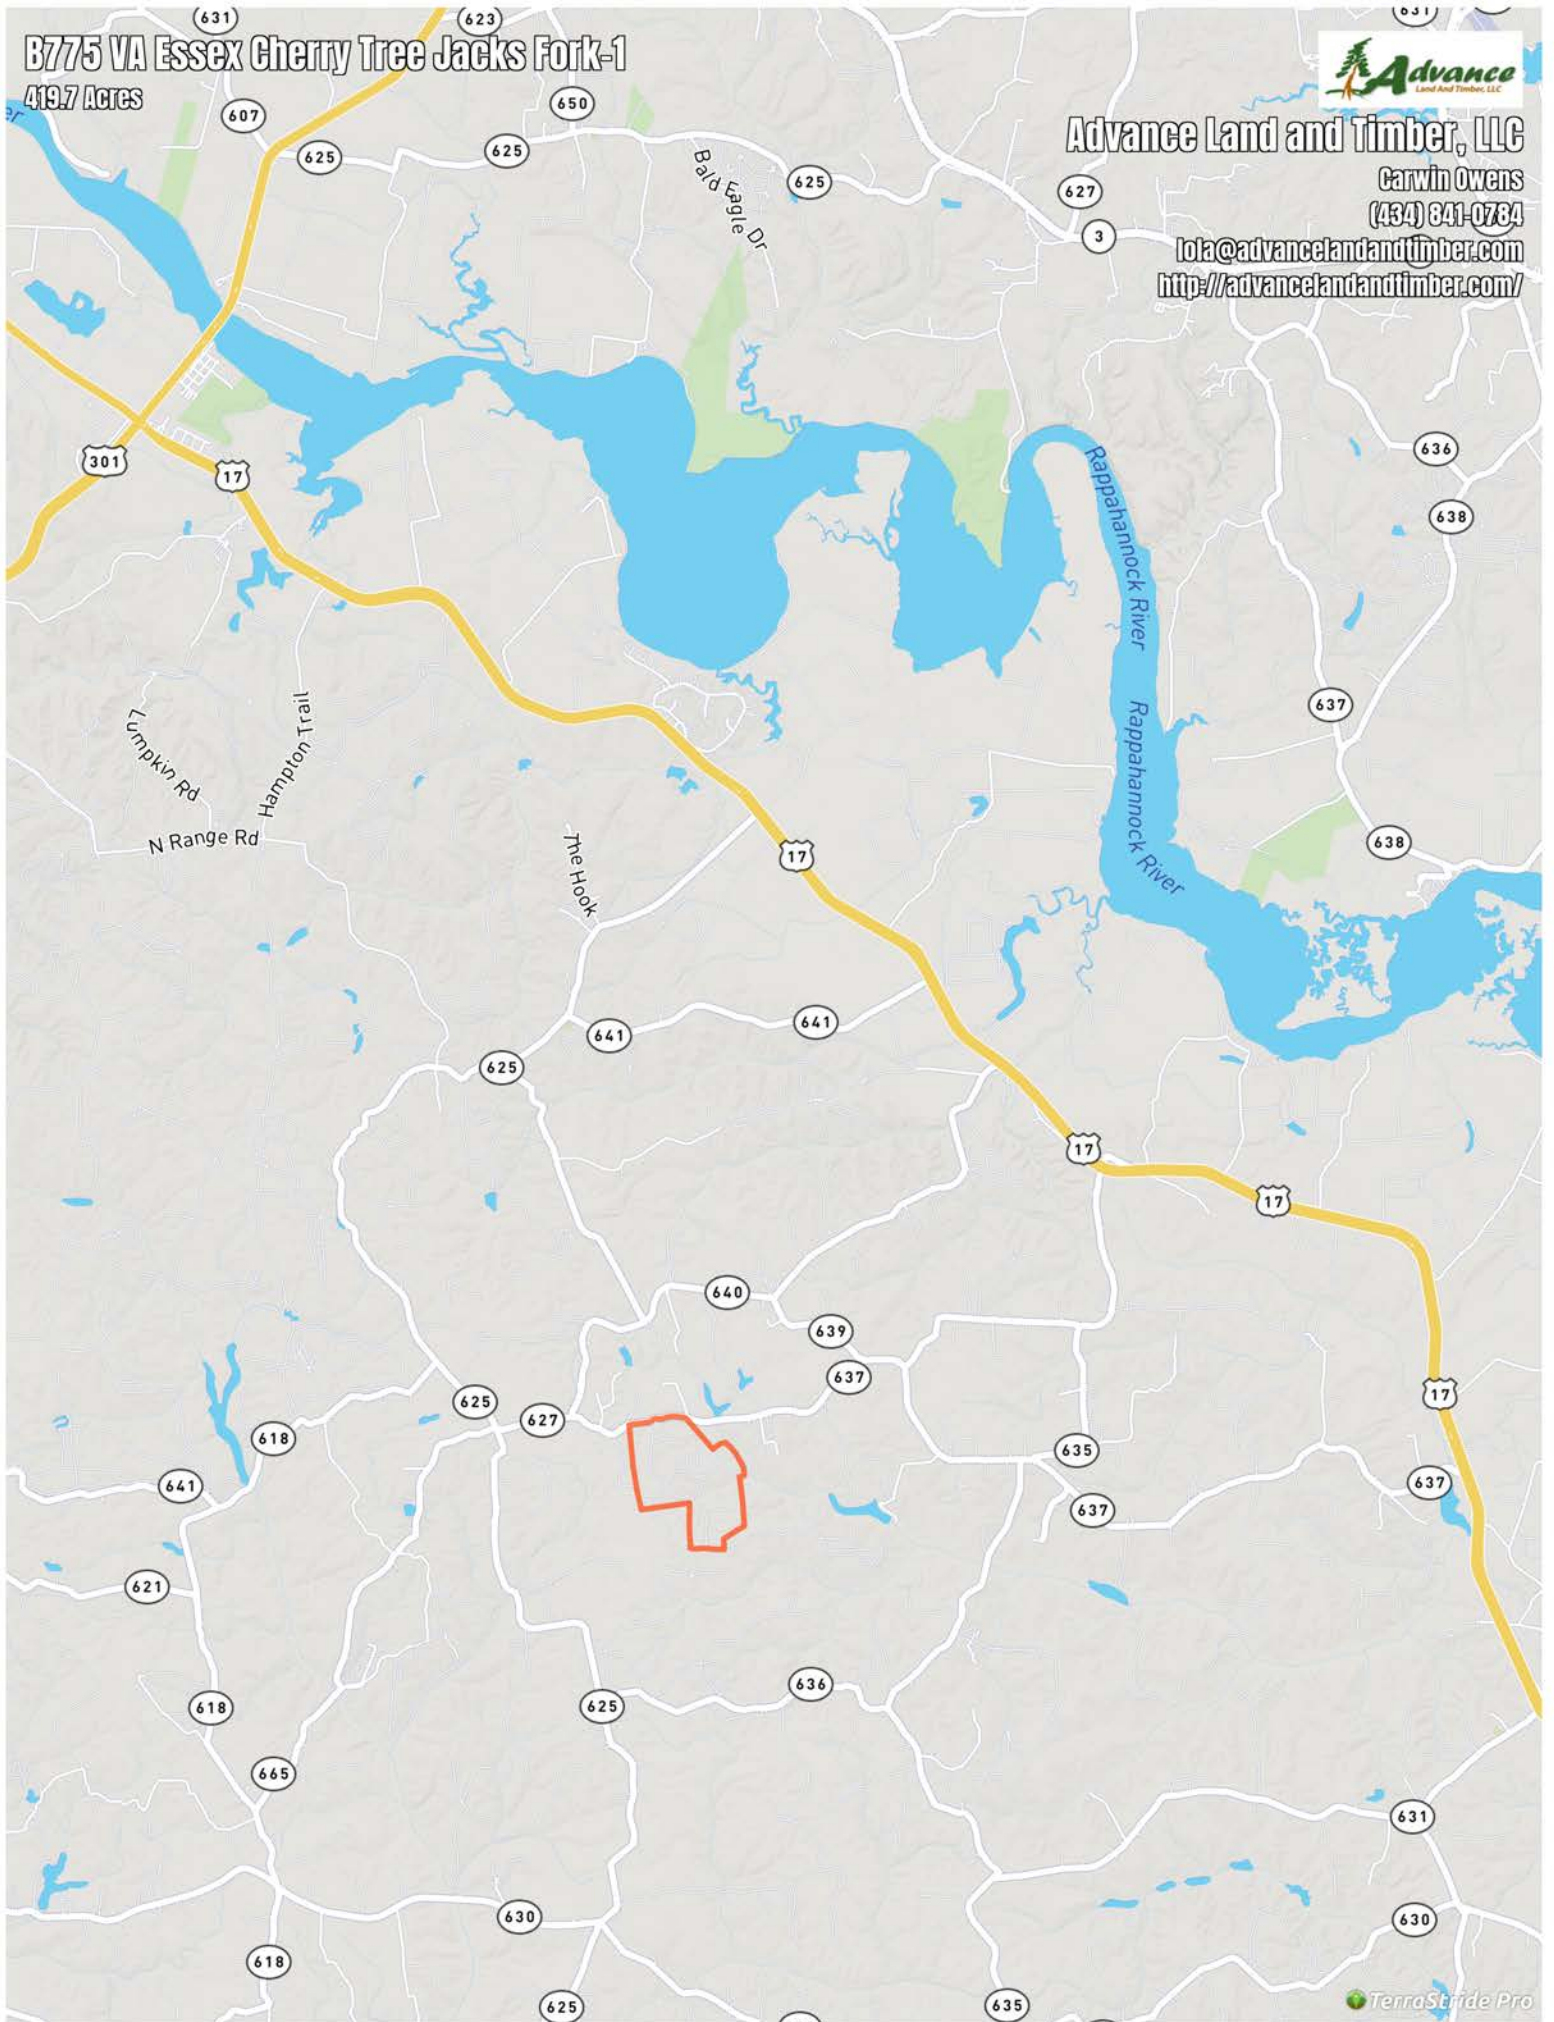 B775 VA Essex Cherry Tree Jacks Fork-1
419.7 Acres
Advance
Land And Timber, LLC
Advance Land and Timber, LLC
Carwin Owens
(434) 841-0784
lola@advancelandandtimber.com
http://advancelandandtimber.com/
631
623
631
607
650
625
625
625
627
3
Bald Eagle Dr
301
17
636
638
Rappahannock River
Rappahannock River
637
638
Lumpkin Rd
Hampton Trail
N Range Rd
The Hook
17
641
641
625
17
17
640
639
637
17
625
627
618
635
641
637
637
621
636
618
625
665
631
630
630
618
625
635
TerraStride Pro